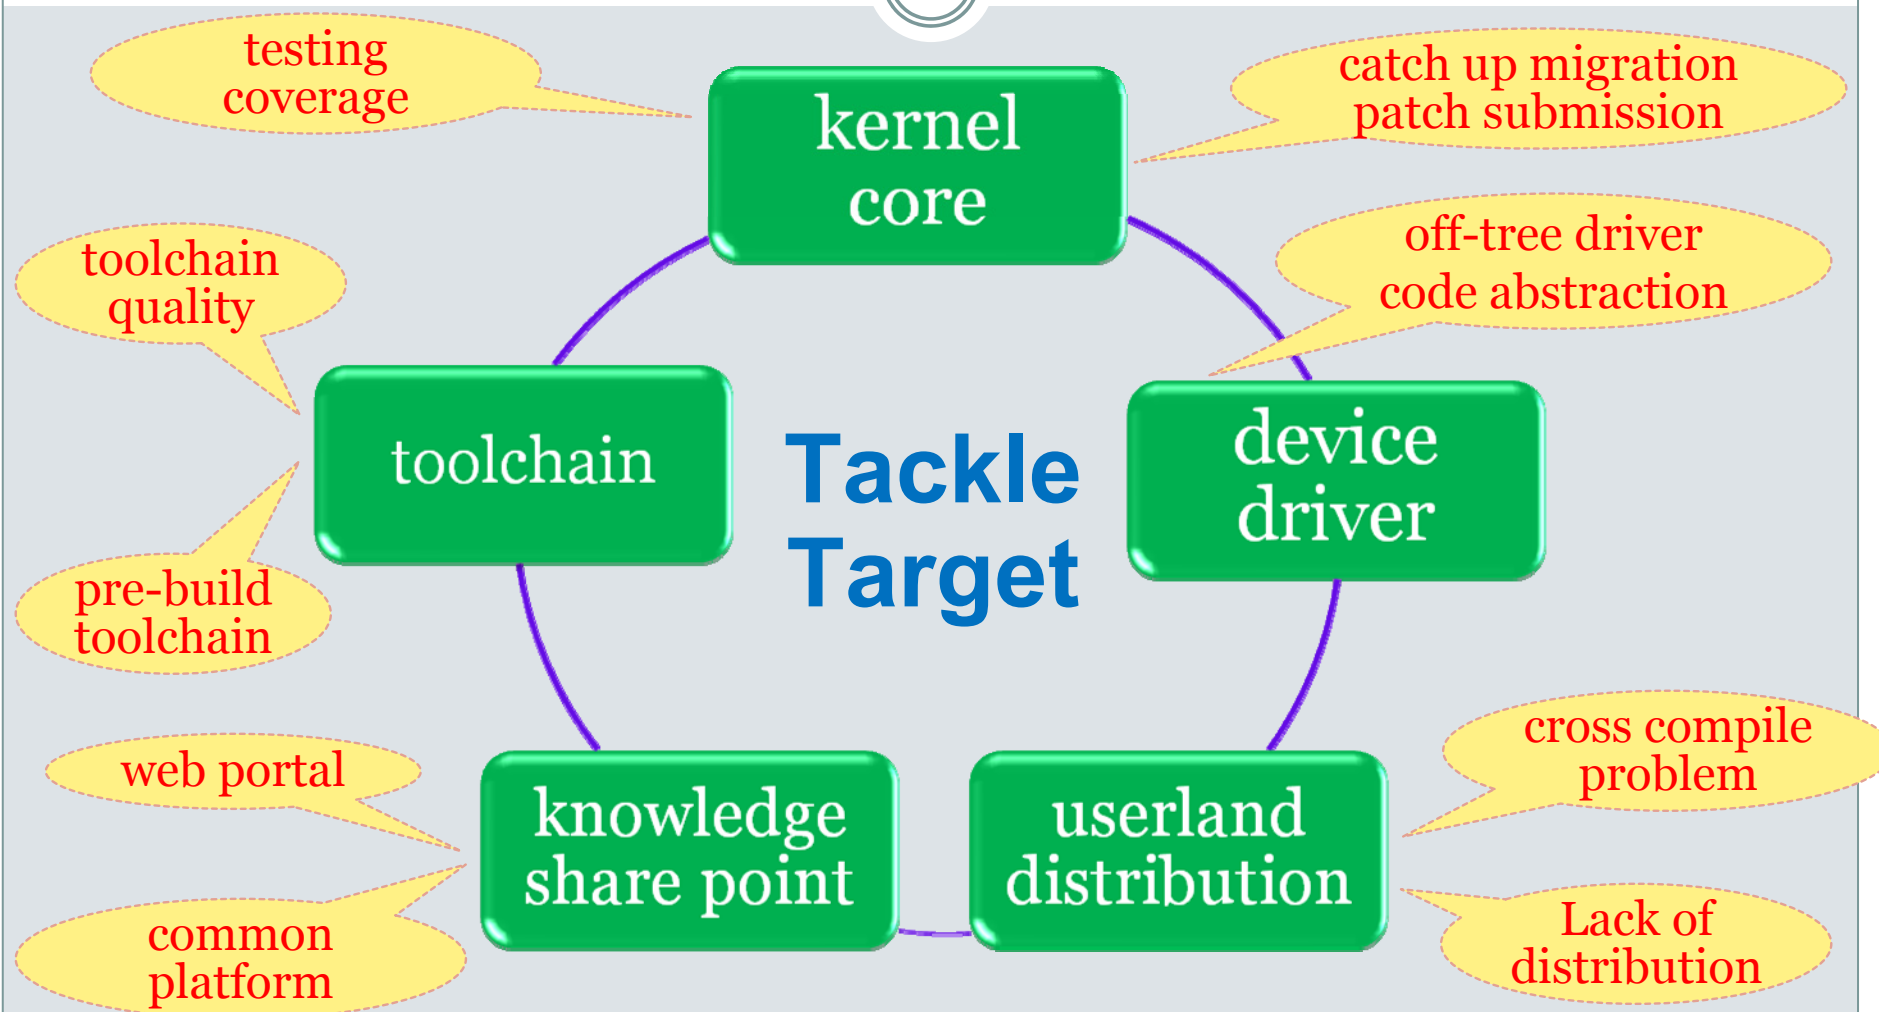 testing
coverage
kernel
core
catch up migration
patch submission
off-tree driver
code abstraction
toolchain
quality
toolchain
Tackle
Target
device
driver
pre-build
toolchain
web portal
knowledge
share point
userland
distribution
cross compile
problem
common
platform
Lack of
distribution